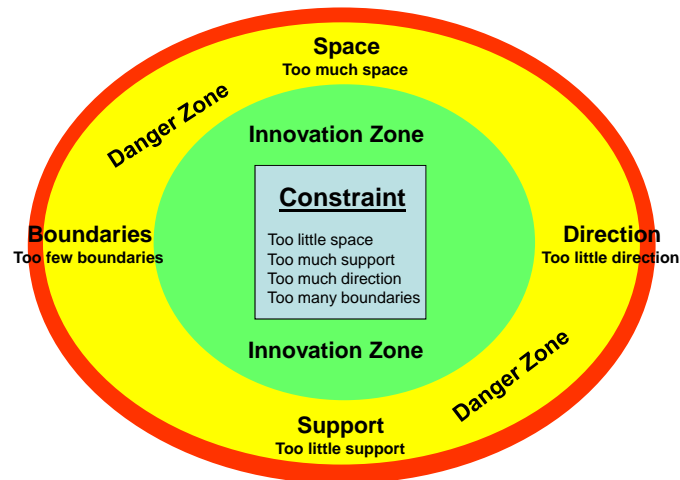 Space
Too much space
Danger Zone
Innovation Zone
Constraint
Too little space
Too much support
Too much direction
Too many boundaries
Boundaries
Too few boundaries
Direction
Too little direction
Innovation Zone
Danger Zone
Support
Too little support